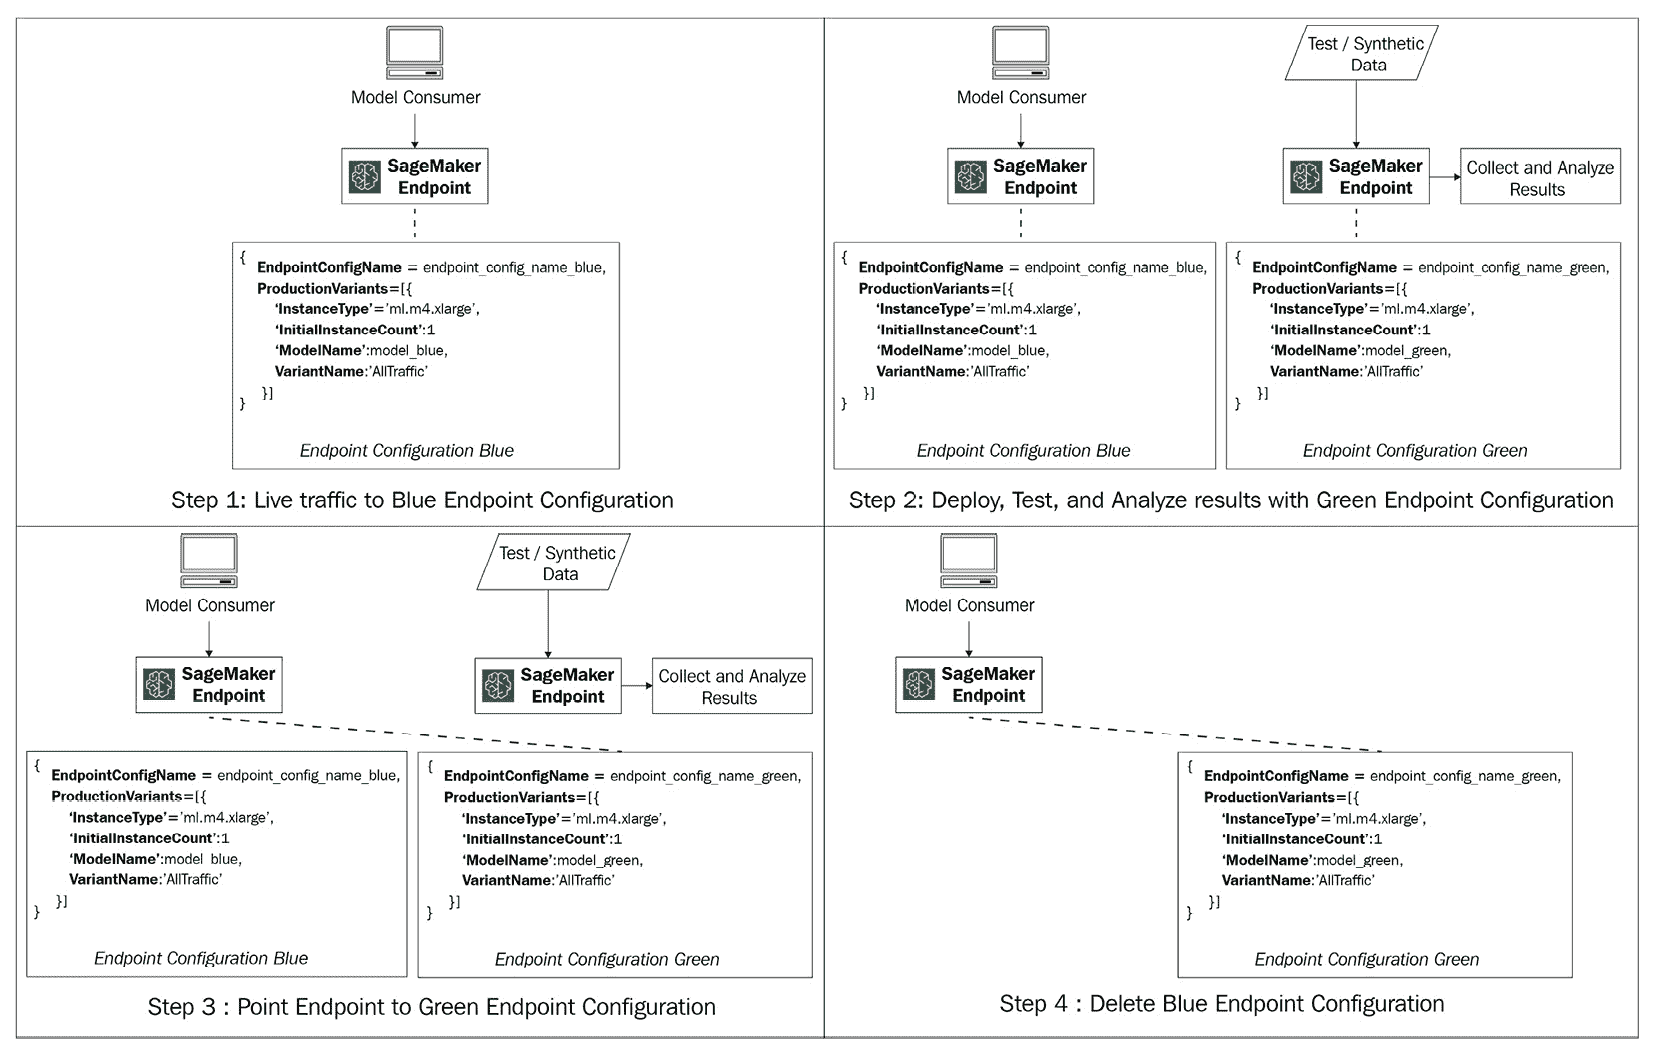 Model Consumer
SageMaker
Endpoint
{
EndpointConfigName = endpoint_config_name_blue,
ProductionVariants=[{
‘InstanceType’=’ml.m4.xlarge’,
‘InitialInstanceCount’:1
‘ModelName’:model_blue,
VariantName:’AllTraffic’
}]
}
Endpoint Configuration Blue
Step 1: Live traffic to Blue Endpoint Configuration
Model Consumer
SageMaker
Endpoint
{
EndpointConfigName = endpoint_config_name_blue,
ProductionVariants=[{
‘InstanceType’=’ml.m4.xlarge’,
‘InitialInstanceCount’:1
‘ModelName’:model_blue,
VariantName:’AllTraffic’
}]
}
Endpoint Configuration Blue
Test / Synthetic
Data
SageMaker
Endpoint
Collect and Analyze
Results
{
EndpointConfigName = endpoint_config_name_green,
ProductionVariants=[{
‘InstanceType’=’ml.m4.xlarge’,
‘InitialInstanceCount’:1
‘ModelName’:model_green,
VariantName:’AllTraffic’
}]
}
Endpoint Configuration Green
Step 2: Deploy, Test, and Analyze results with Green Endpoint Configuration
Model Consumer
SageMaker
Endpoint
Test / Synthetic
Data
SageMaker
Endpoint
Collect and Analyze
Results
{
EndpointConfigName = endpoint_config_name_blue,
ProductionVariants=[{
‘InstanceType’=’ml.m4.xlarge’,
‘InitialInstanceCount’:1
‘ModelName’:model_blue,
VariantName:’AllTraffic’
}]
}
Endpoint Configuration Blue
{
EndpointConfigName = endpoint_config_name_green,
ProductionVariants=[{
‘InstanceType’=’ml.m4.xlarge’,
‘InitialInstanceCount’:1
‘ModelName’:model_green,
VariantName:’AllTraffic’
}]
}
Endpoint Configuration Green
Step 3 : Point Endpoint to Green Endpoint Configuration
Model Consumer
SageMaker
Endpoint
{
EndpointConfigName = endpoint_config_name_green,
ProductionVariants=[{
‘InstanceType’=’ml.m4.xlarge’,
‘InitialInstanceCount’:1
‘ModelName’:model_green,
VariantName:’AllTraffic’
}]
}
Endpoint Configuration Green
Step 4 : Delete Blue Endpoint Configuration